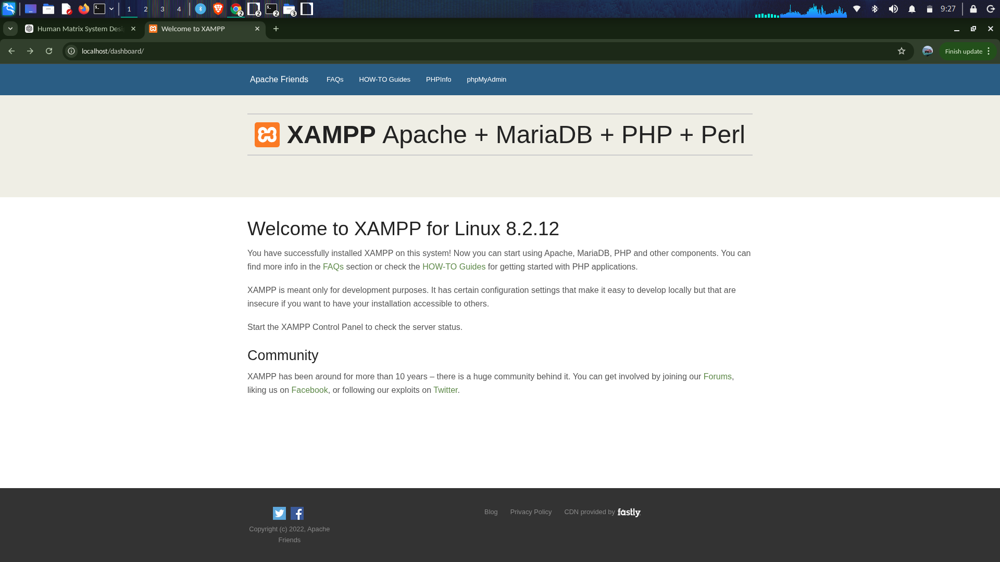 1 2 3 4
2 2 2 3
9:27
Human Matrix System Desi
Welcome to XAMPP
localhost/dashboard/
Finish update
Apache Friends FAQs HOW-TO Guides PHPInfo phpMyAdmin
XAMPP Apache + MariaDB + PHP + Perl
Welcome to XAMPP for Linux 8.2.12
You have successfully installed XAMPP on this system! Now you can start using Apache, MariaDB, PHP and other components. You can
find more info in the FAQs section or check the HOW-TO Guides for getting started with PHP applications.
XAMPP is meant only for development purposes. It has certain configuration settings that make it easy to develop locally but that are
insecure if you want to have your installation accessible to others.
Start the XAMPP Control Panel to check the server status.
Community
XAMPP has been around for more than 10 years – there is a huge community behind it. You can get involved by joining our Forums,
liking us on Facebook, or following our exploits on Twitter.
Blog Privacy Policy CDN provided by fastly
Copyright (c) 2022, Apache
Friends